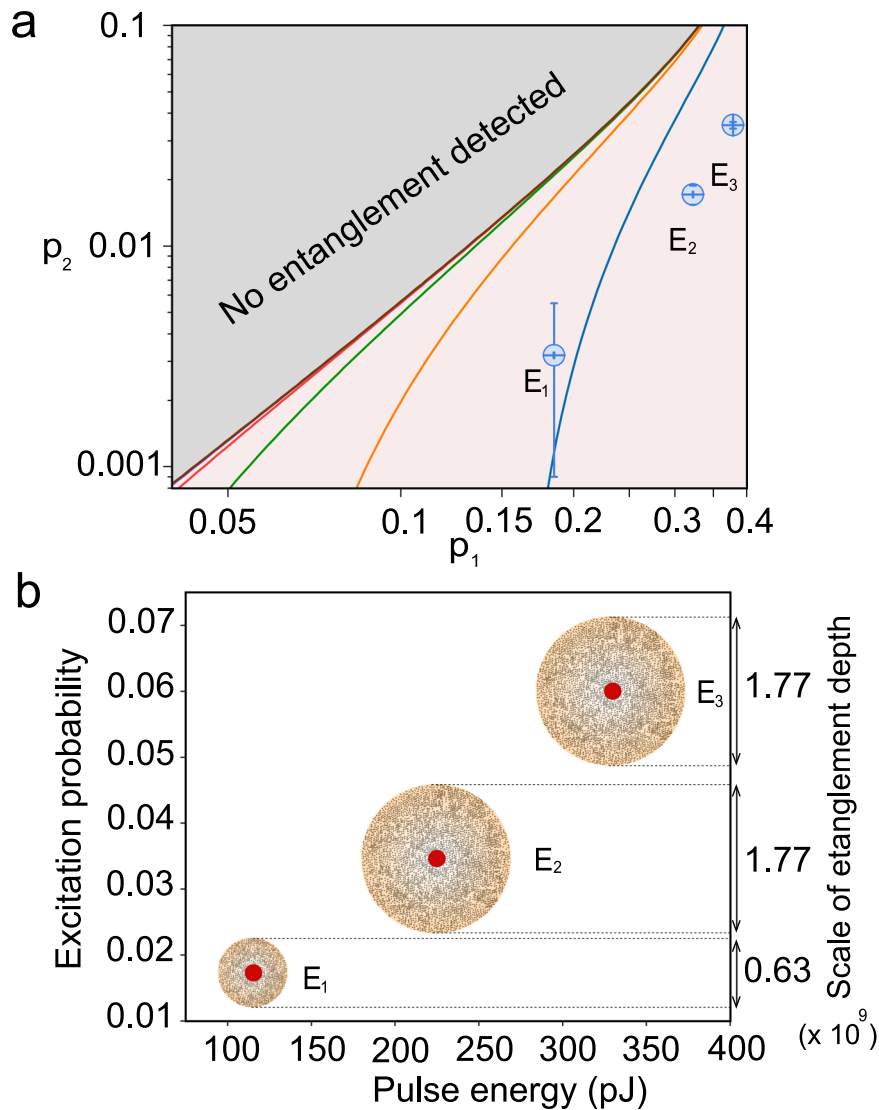 a
0.1
No entanglement detected
E3
p2
0.01
E2
E1
0.001
0.05 0.1 0.15 0.2 0.3 0.4
p1
b
0.07
E3
1.77
0.06
0.05
Excitation probability
Scale of etanglement depth
0.04
E2
1.77
0.03
0.02
E1
0.63
0.01
(x 10^9)
100 150 200 250 300 350 400
Pulse energy (pJ)